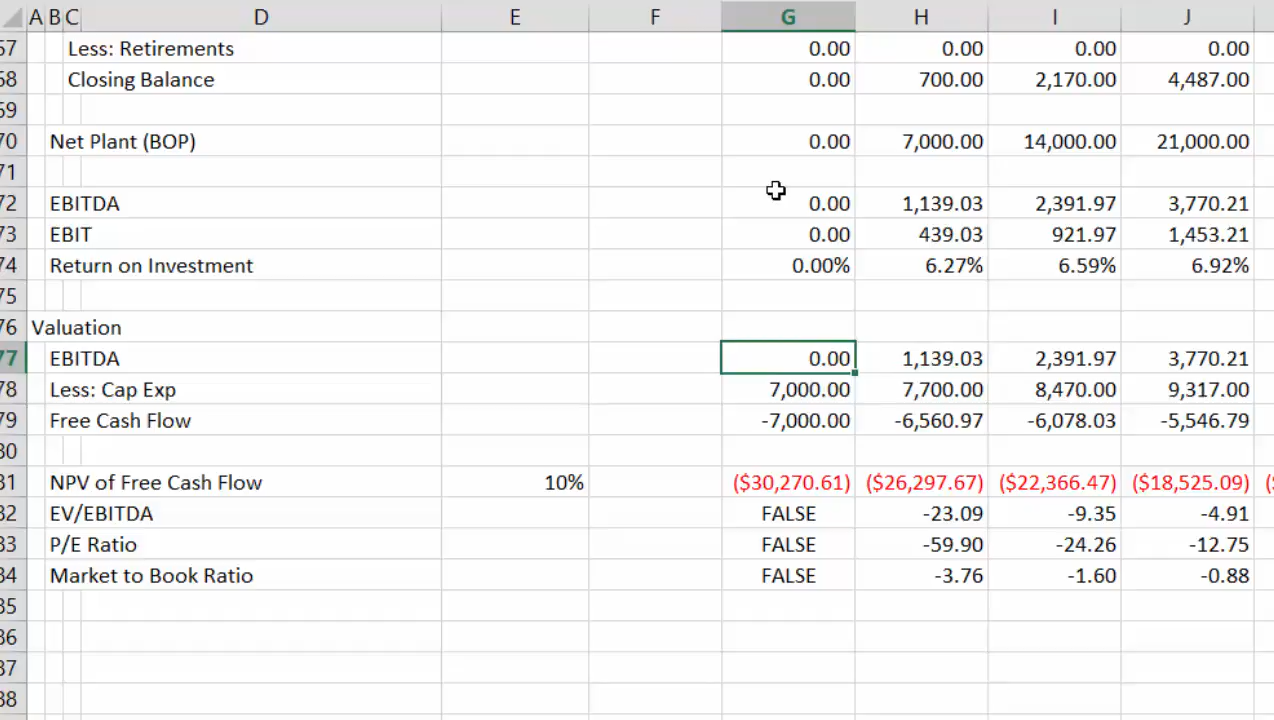 A B C D E F G H I J
57 Less: Retirements 0.00 0.00 0.00 0.00
58 Closing Balance 0.00 700.00 2,170.00 4,487.00
59
70 Net Plant (BOP) 0.00 7,000.00 14,000.00 21,000.00
71
72 EBITDA 0.00 1,139.03 2,391.97 3,770.21
73 EBIT 0.00 439.03 921.97 1,453.21
74 Return on Investment 0.00% 6.27% 6.59% 6.92%
75
76 Valuation
77 EBITDA 0.00 1,139.03 2,391.97 3,770.21
78 Less: Cap Exp 7,000.00 7,700.00 8,470.00 9,317.00
79 Free Cash Flow -7,000.00 -6,560.97 -6,078.03 -5,546.79
30
31 NPV of Free Cash Flow 10% ($30,270.61) ($26,297.67) ($22,366.47) ($18,525.09)
32 EV/EBITDA FALSE -23.09 -9.35 -4.91
33 P/E Ratio FALSE -59.90 -24.26 -12.75
34 Market to Book Ratio FALSE -3.76 -1.60 -0.88
35
36
37
38